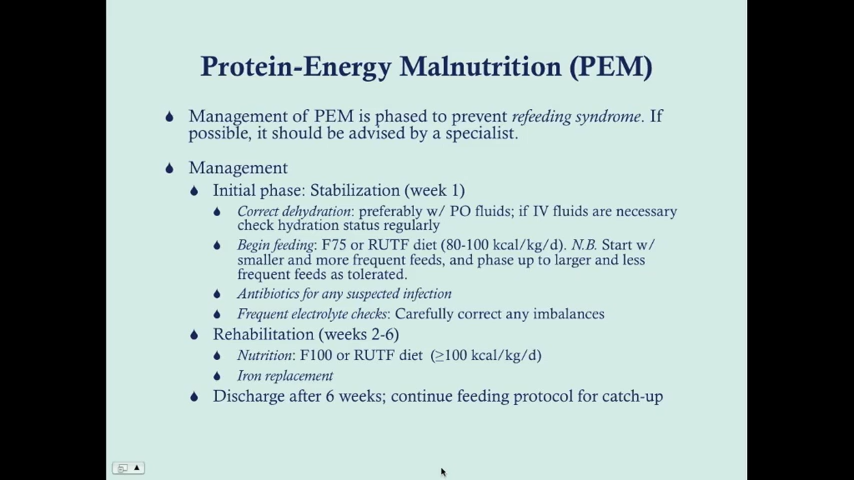 Protein-Energy Malnutrition (PEM)
Management of PEM is phased to prevent refeeding syndrome. If
possible, it should be advised by a specialist.
Management
Initial phase: Stabilization (week 1)
Correct dehydration: preferably w/ PO fluids; if IV fluids are necessary
check hydration status regularly
Begin feeding: F75 or RUTF diet (80-100 kcal/kg/d). N.B. Start w/
smaller and more frequent feeds, and phase up to larger and less
frequent feeds as tolerated.
Antibiotics for any suspected infection
Frequent electrolyte checks: Carefully correct any imbalances
Rehabilitation (weeks 2-6)
Nutrition: F100 or RUTF diet (≥100 kcal/kg/d)
Iron replacement
Discharge after 6 weeks; continue feeding protocol for catch-up